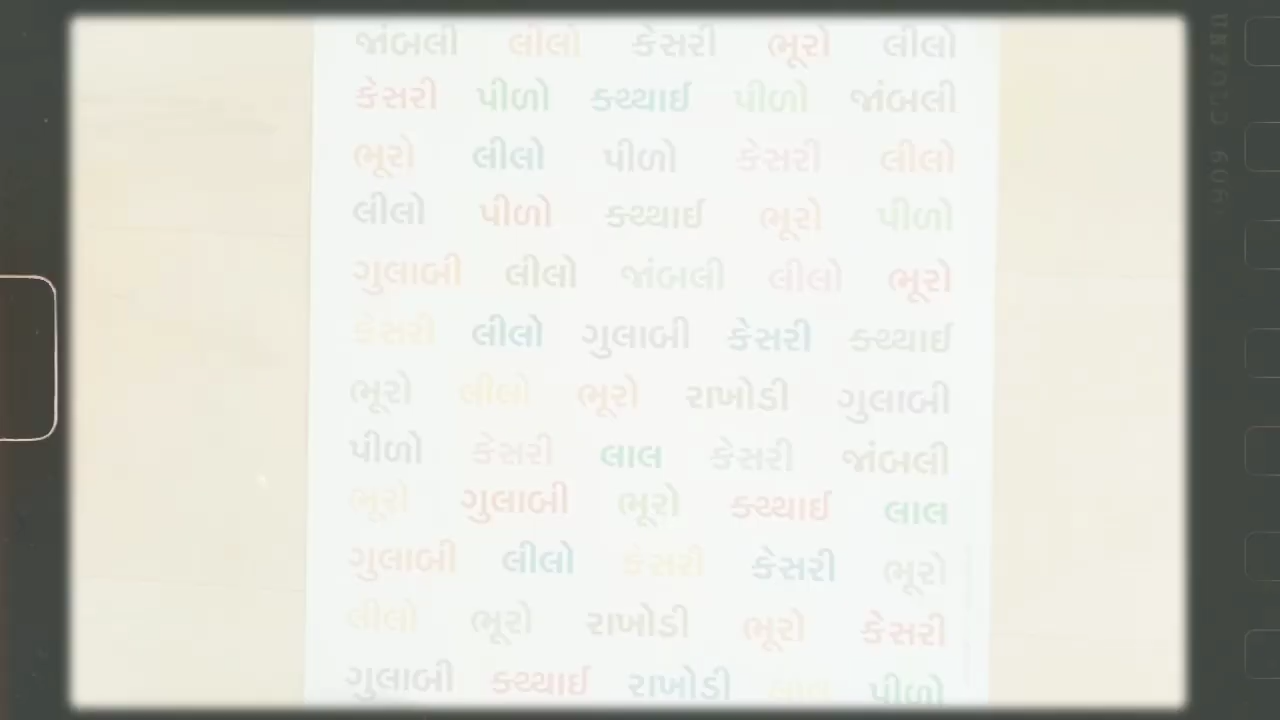 જાંબલી લીલો કેસરી ભૂરો લીલો
કેસરી પીળો કથ્થાઈ પીળો જાંબલી
ભૂરો લીલો પીળો કેસરી લીલો
લીલો પીળો કથ્થાઈ ભૂરો પીળો
ગુલાબી લીલો જાંબલી લીલો ભૂરો
કેસરી લીલો ગુલાબી કેસરી કથ્થાઈ
ભૂરો લીલો ભૂરો રાખોડી ગુલાબી
પીળો કેસરી લાલ કેસરી જાંબલી
ભૂરો ગુલાબી ભૂરો કથ્થાઈ લાલ
ગુલાબી લીલો કેસરી કેસરી ભૂરો
લીલો ભૂરો રાખોડી ભૂરો કેસરી
ગુલાબી કથ્થાઈ રાખોડી લાલ પીળો